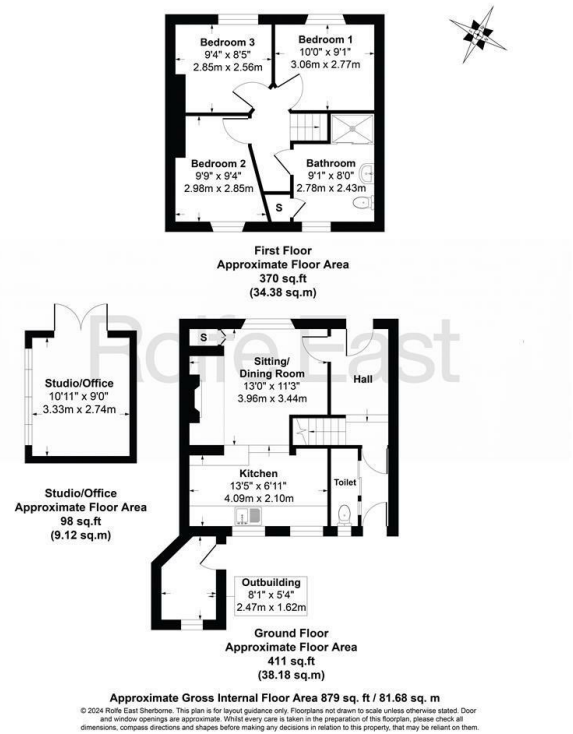 Bedroom 3
9'4" x 8'5"
2.85m x 2.56m
Bedroom 1
10'0" x 9'1"
3.06m x 2.77m
Bedroom 2
9'9" x 9'4"
2.98m x 2.85m
Bathroom
9'1" x 8'0"
2.78m x 2.43m
S
First Floor
Approximate Floor Area
370 sq.ft
(34.38 sq.m)
Rolfe East
S
Sitting/
Dining Room
13'0" x 11'3"
3.96m x 3.44m
Hall
Studio/Office
10'11" x 9'0"
3.33m x 2.74m
Kitchen
13'5" x 6'11"
4.09m x 2.10m
Toilet
Studio/Office
Approximate Floor Area
98 sq.ft
(9.12 sq.m)
Outbuilding
8'1" x 5'4"
2.47m x 1.62m
Ground Floor
Approximate Floor Area
411 sq.ft
(38.18 sq.m)
Approximate Gross Internal Floor Area 879 sq. ft / 81.68 sq. m
© 2024 Rolfe East Sherborne. This plan is for layout guidance only. Floorplans not drawn to scale unless otherwise stated. Door
and window openings are approximate. Whilst every care is taken in the preparation of this floorplan, please check all
dimensions, compass directions and shapes before making any decisions in relation to this property, that may be reliant on them.